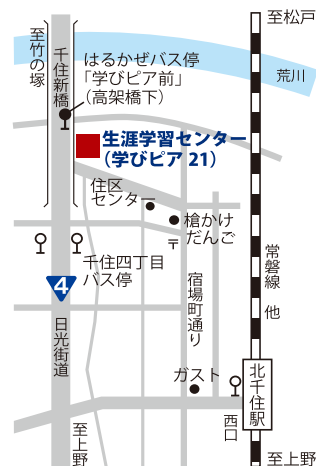 至松戸
至竹の塚
千住新橋
はるかぜバス停
「学びピア前」
（高架橋下）
荒川
生涯学習センター
（学びピア21）
住区
センター
槍かけ
だんご
〒
千住四丁目
バス停
4
日光街道
宿場町通り
常磐線 他
ガスト
北千住駅
西口
至上野
至上野